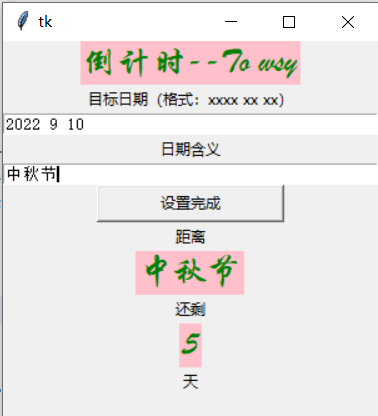 tk
倒计时--To wsy
目标日期（格式：xxxx xx xx）
2022 9 10
日期含义
中秋节
设置完成
距离
中秋节
还剩
5
天